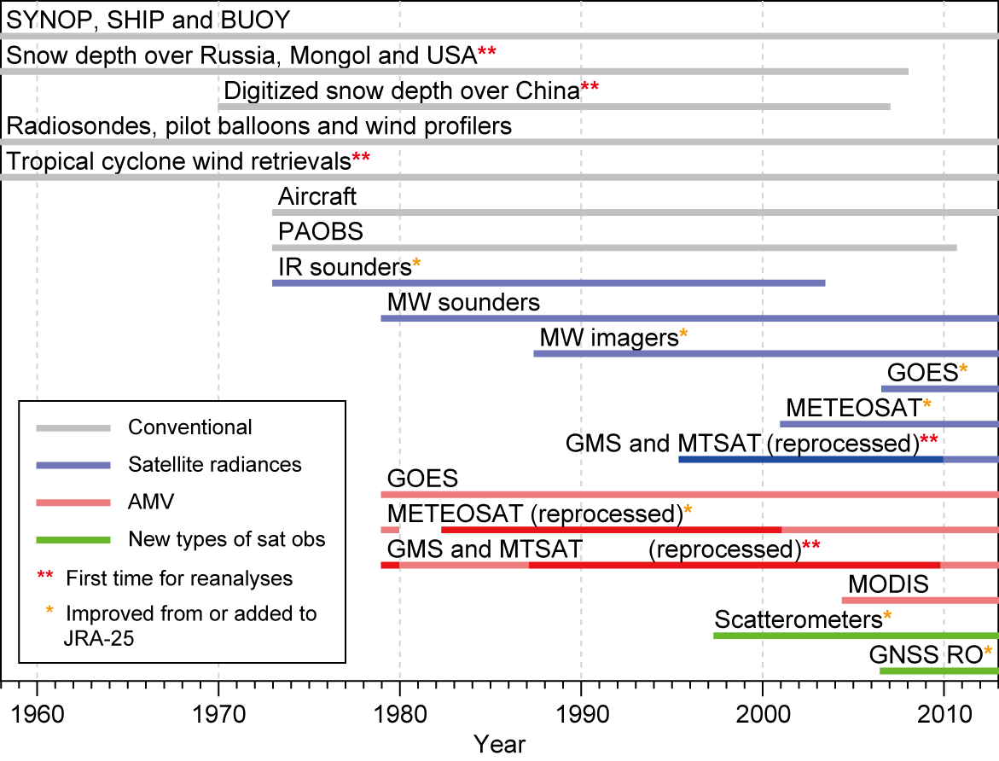 SYNOP, SHIP and BUOY
Snow depth over Russia, Mongol and USA**
Digitized snow depth over China**
Radiosondes, pilot balloons and wind profilers
Tropical cyclone wind retrievals**
Aircraft
PAOBS
IR sounders*
MW sounders
MW imagers*
GOES*
METEOSAT*
GMS and MTSAT (reprocessed)**
GOES
METEOSAT (reprocessed)*
GMS and MTSAT (reprocessed)**
MODIS
Scatterometers*
GNSS RO*
Conventional
Satellite radiances
AMV
New types of sat obs
** First time for reanalyses
* Improved from or added to
JRA-25
1960 1970 1980 1990 2000 2010
Year